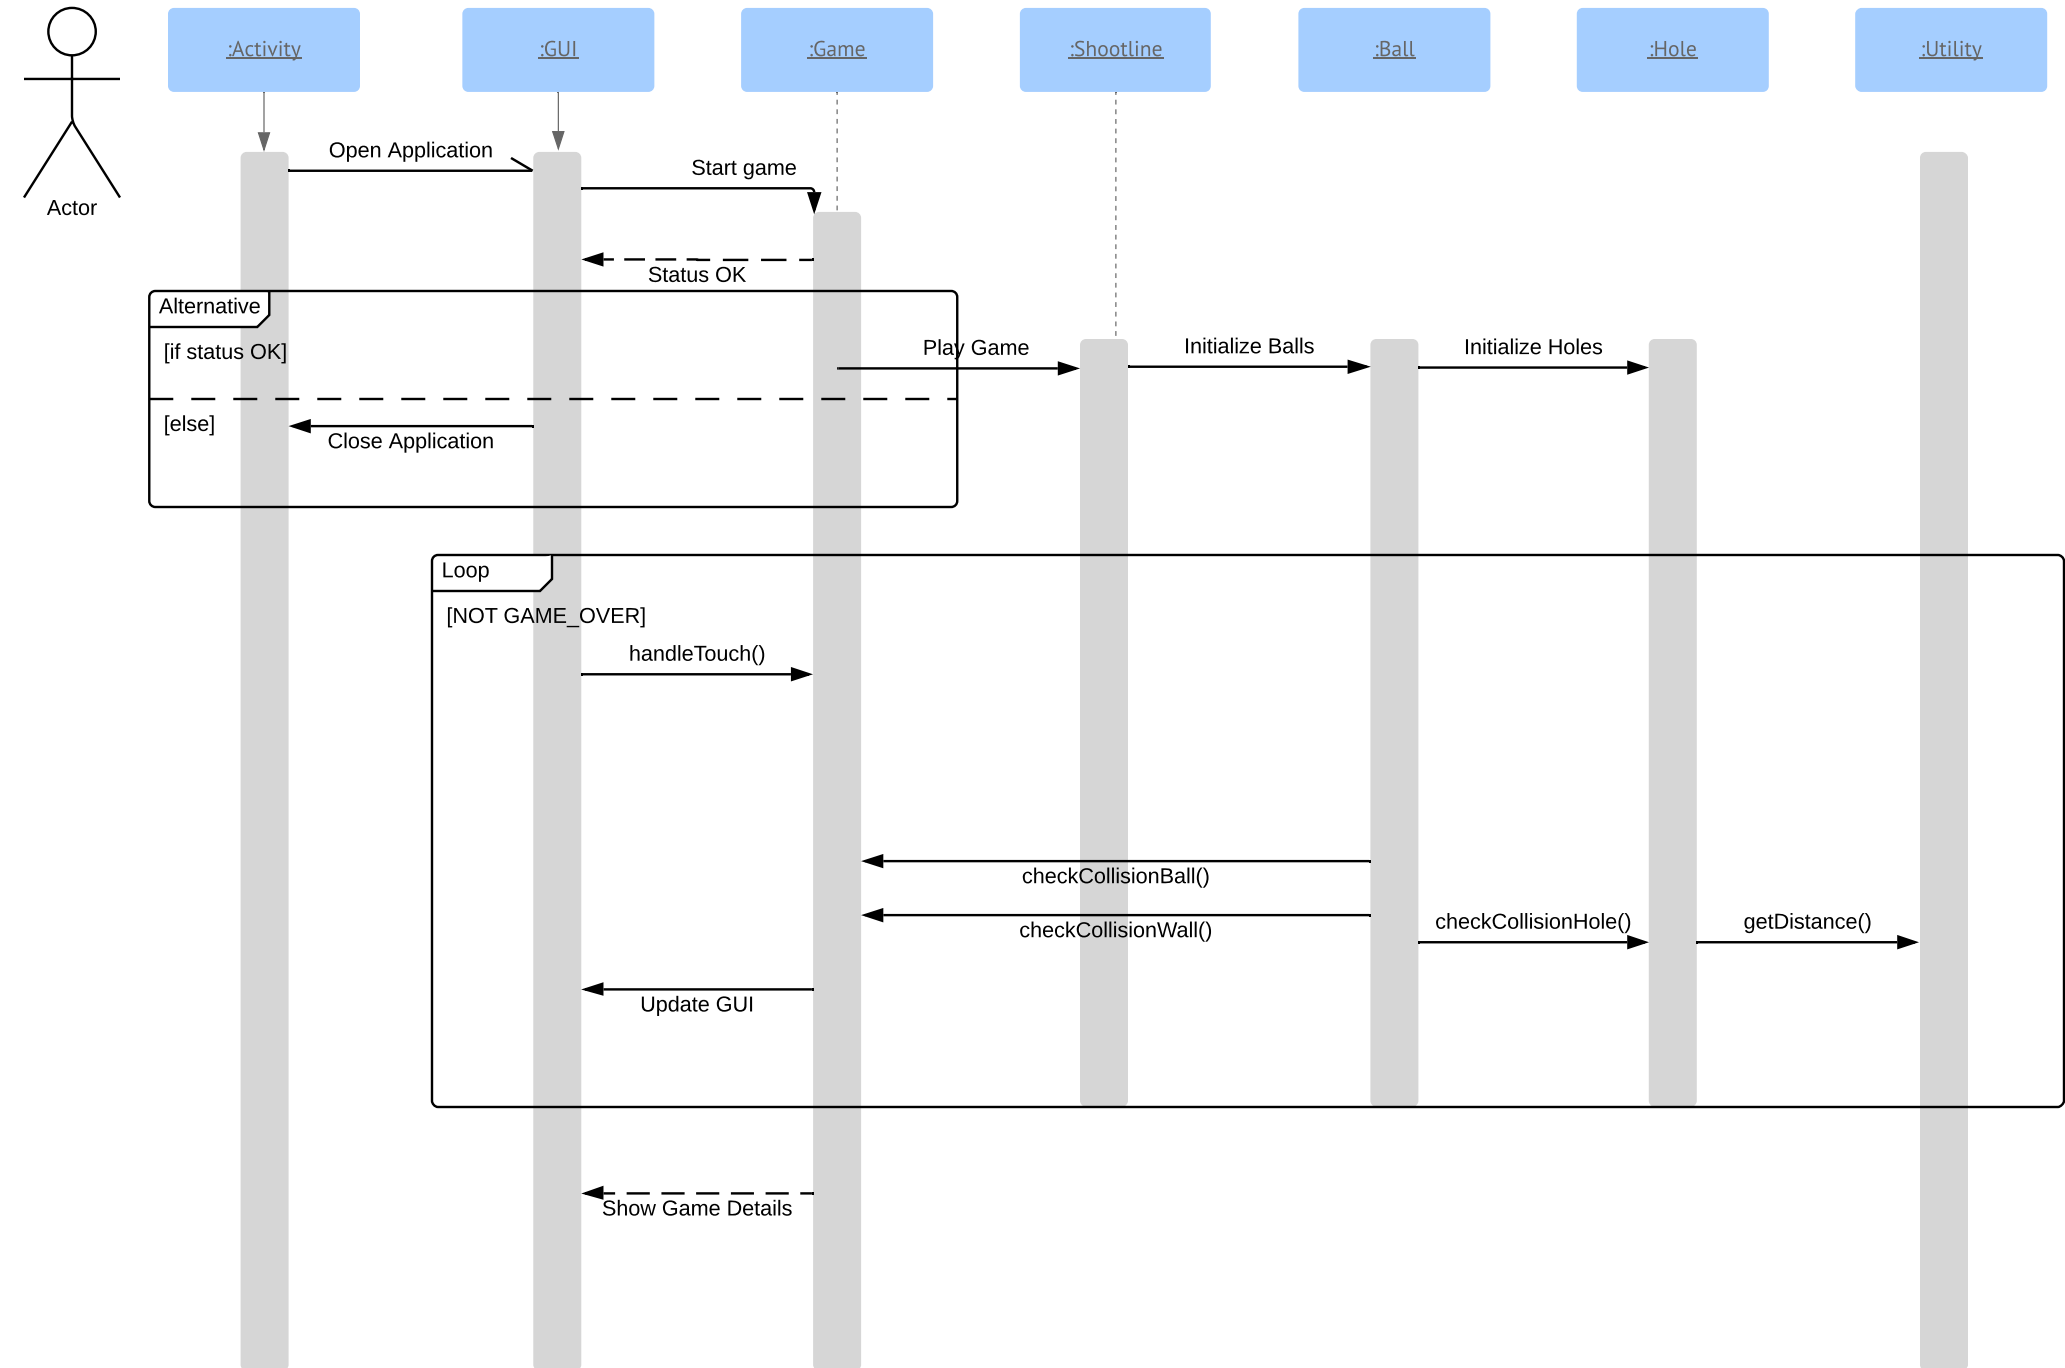 :Activity
:GUI
:Game
:Shootline
:Ball
:Hole
:Utility
Actor
Open Application
Start game
Status OK
Alternative
[if status OK]
Play Game
Initialize Balls
Initialize Holes
[else]
Close Application
Loop
[NOT GAME_OVER]
handleTouch()
checkCollisionBall()
checkCollisionWall()
checkCollisionHole()
getDistance()
Update GUI
Show Game Details